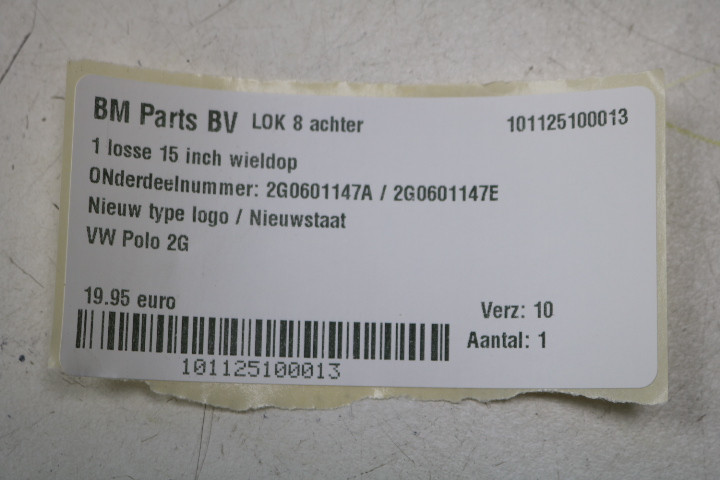 BM Parts BV LOK 8 achter 101125100013
1 losse 15 inch wieldop
ONderdeelnummer: 2G0601147A / 2G0601147E
Nieuw type logo / Nieuwstaat
VW Polo 2G
19.95 euro
Verz: 10
Aantal: 1
101125100013